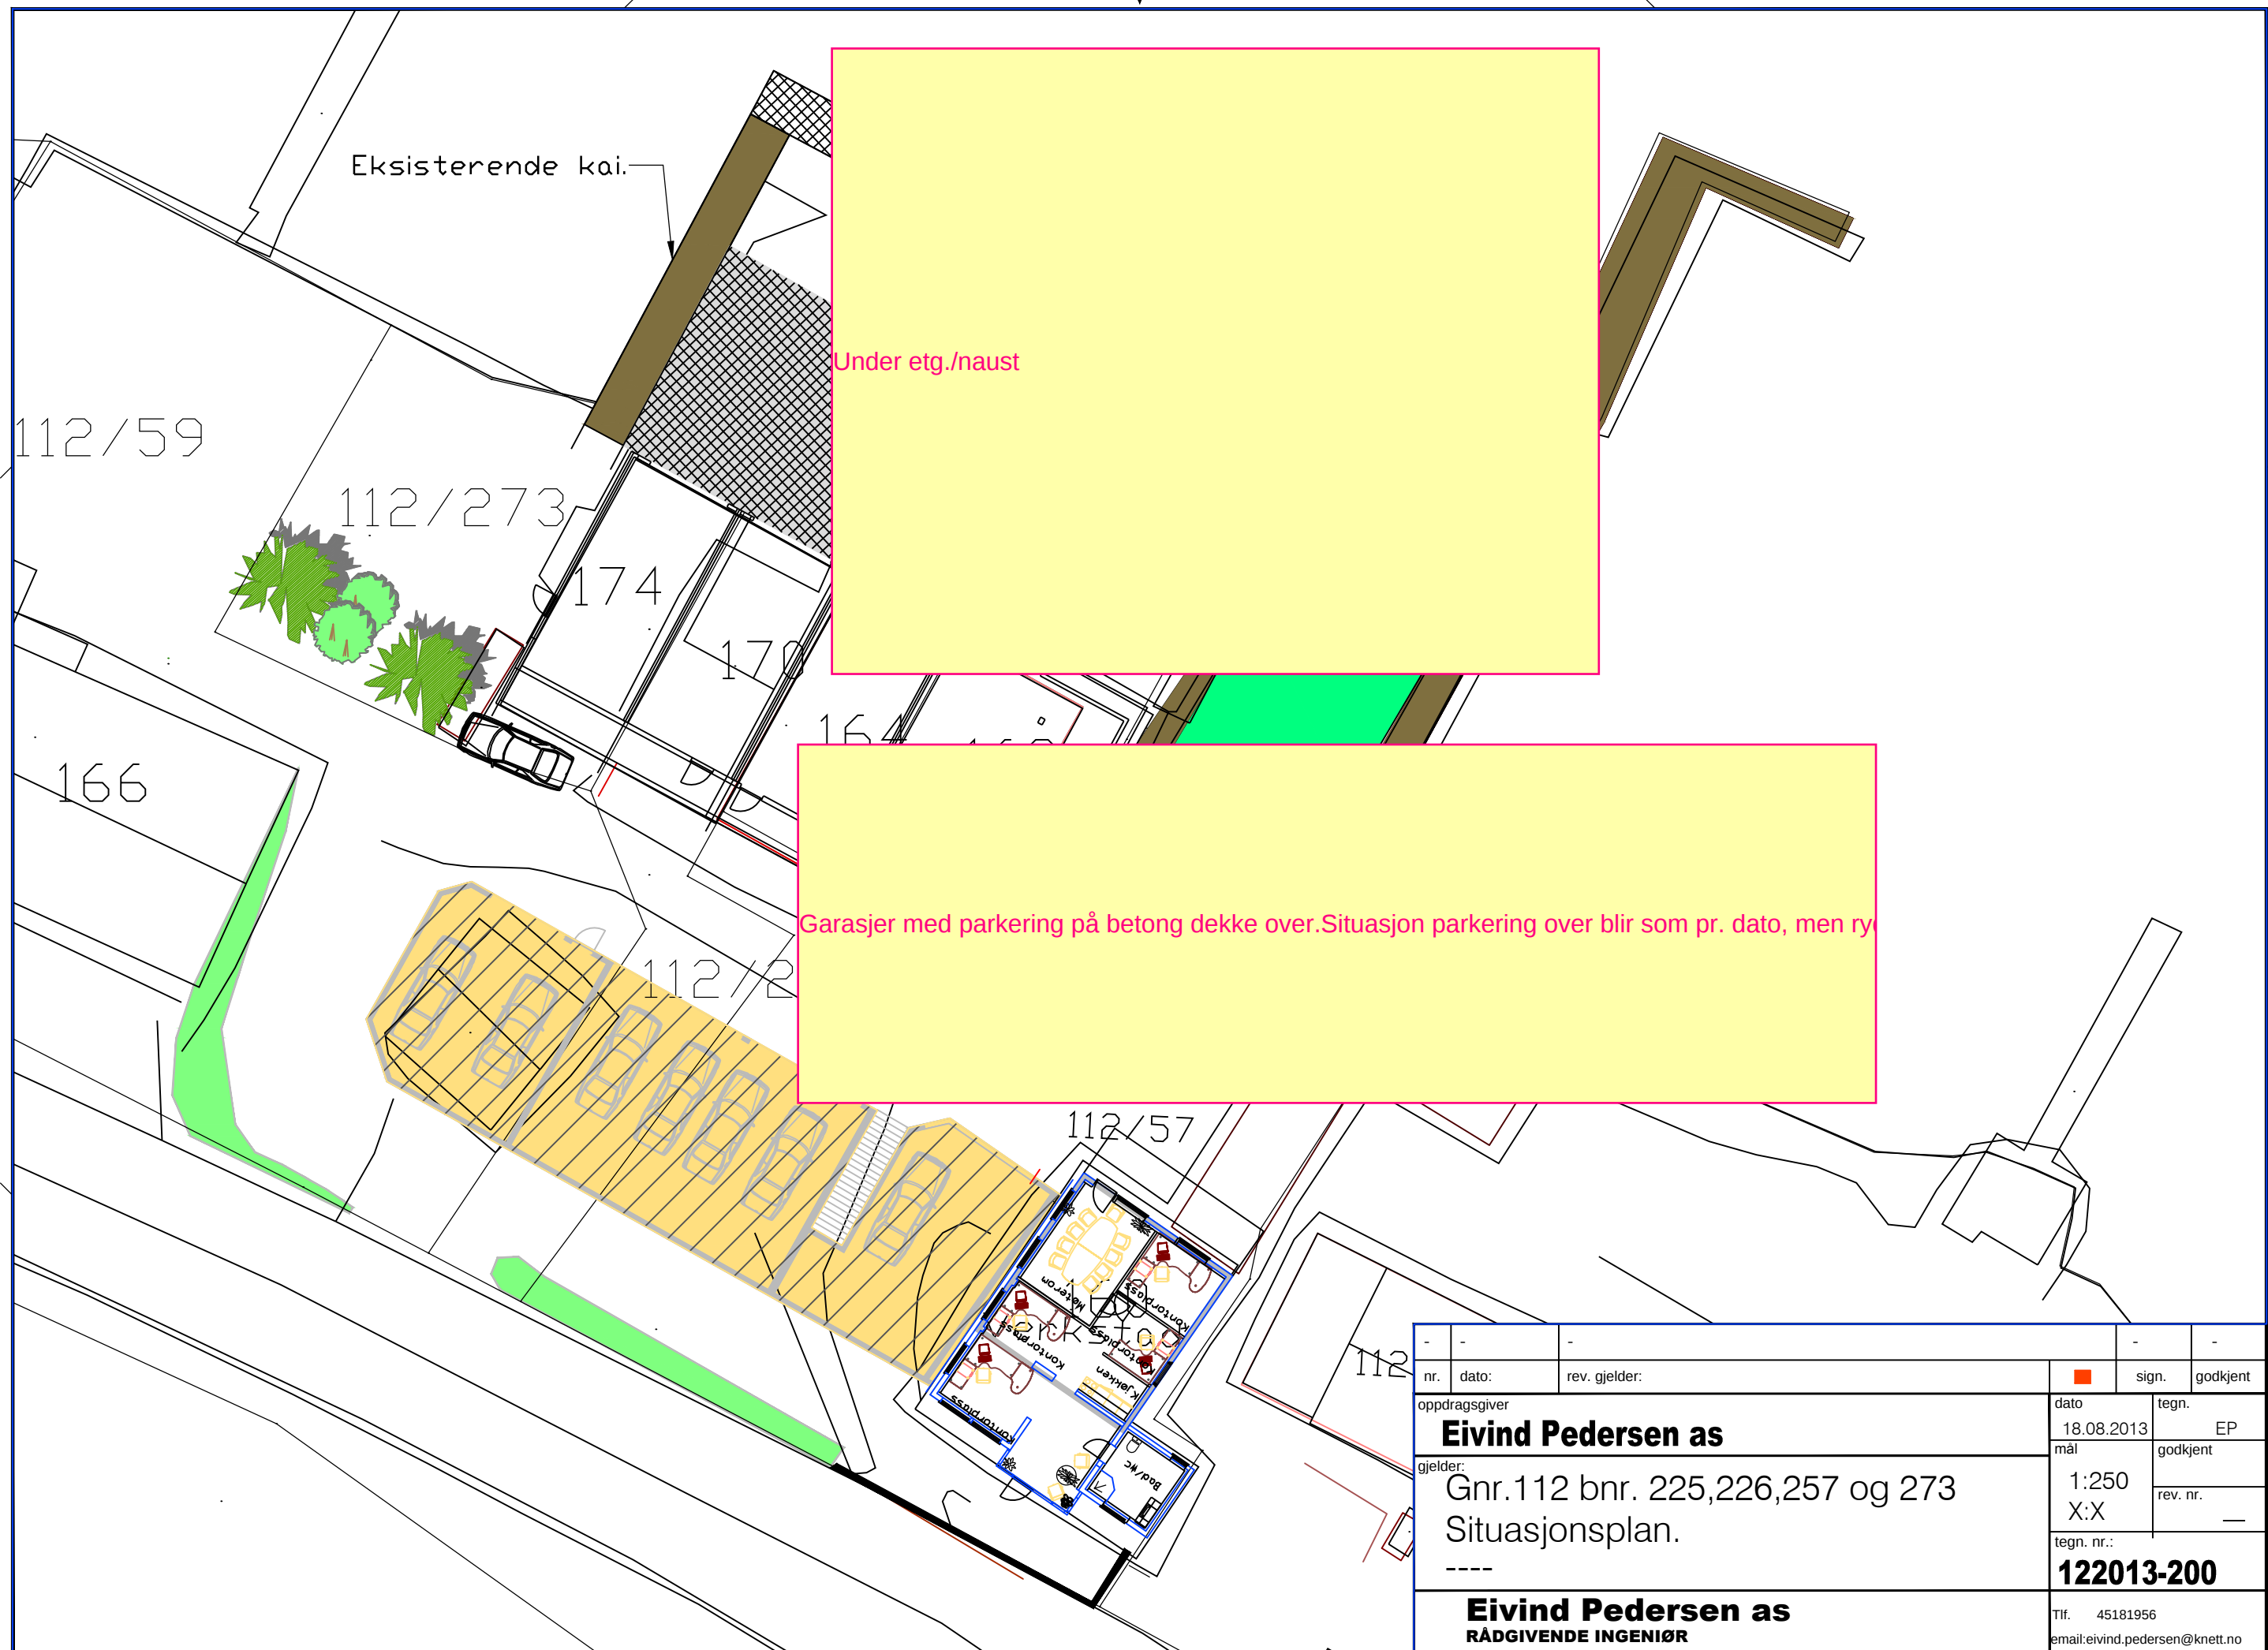 Eksisterende kai.
Under etg./naust
112/59
112/273
174
170
164
166
Garasjer med parkering på betong dekke over.Situasjon parkering over blir som pr. dato, men
112/2
112/57
Møterom
Kontorplass
Kontorplass
Kontorplass
Kjøkken
Kontorplass
Bad/wc
112
- - - - -
nr. dato: rev. gjelder: sign. godkjent
oppdragsgiver
Eivind Pedersen as
dato
18.08.2013
tegn.
EP
gjelder:
Gnr.112 bnr. 225,226,257 og 273
Situasjonsplan.
----
mål
1:250
X:X
godkjent
rev. nr.
__
tegn. nr.:
122013-200
Eivind Pedersen as
RÅDGIVENDE INGENIØR
Tlf. 45181956
email:eivind.pedersen@knett.no